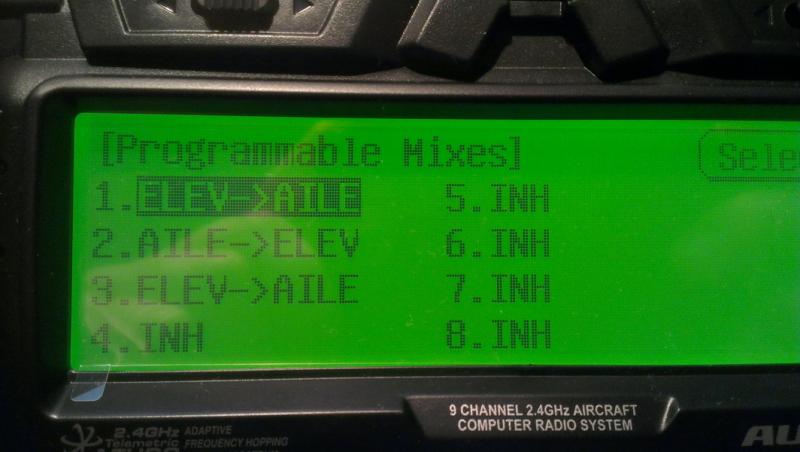 [Programmable Mixes]
1.ELEV->AILE
2.AILE->ELEV
3.ELEV->AILE
4.INH
5.INH
6.INH
7.INH
8.INH
9 CHANNEL 2.4GHz AIRCRAFT
COMPUTER RADIO SYSTEM
2.4GHz ADAPTIVE
Telemetric FREQUENCY HOPPING